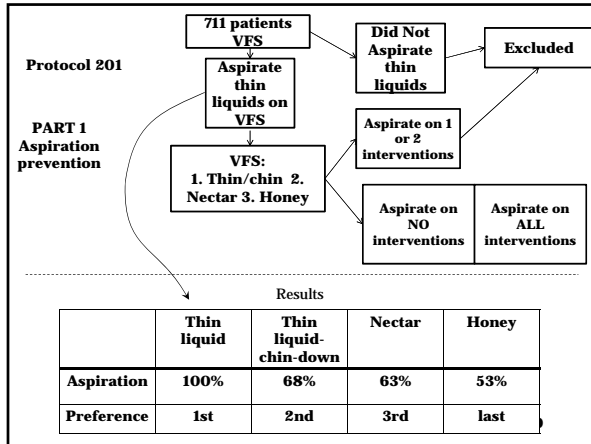 711 patients
VFS
Did Not
Aspirate
thin
liquids
Excluded
Protocol 201
Aspirate
thin
liquids on
VFS
PART 1
Aspiration
prevention
Aspirate on 1
or 2
interventions
VFS:
1. Thin/chin 2.
Nectar 3. Honey
Aspirate on
NO
interventions
Aspirate on
ALL
interventions
Results
Thin
liquid
Thin
liquid-
chin-down
Nectar
Honey
Aspiration 100% 68% 63% 53%
Preference 1st 2nd 3rd last